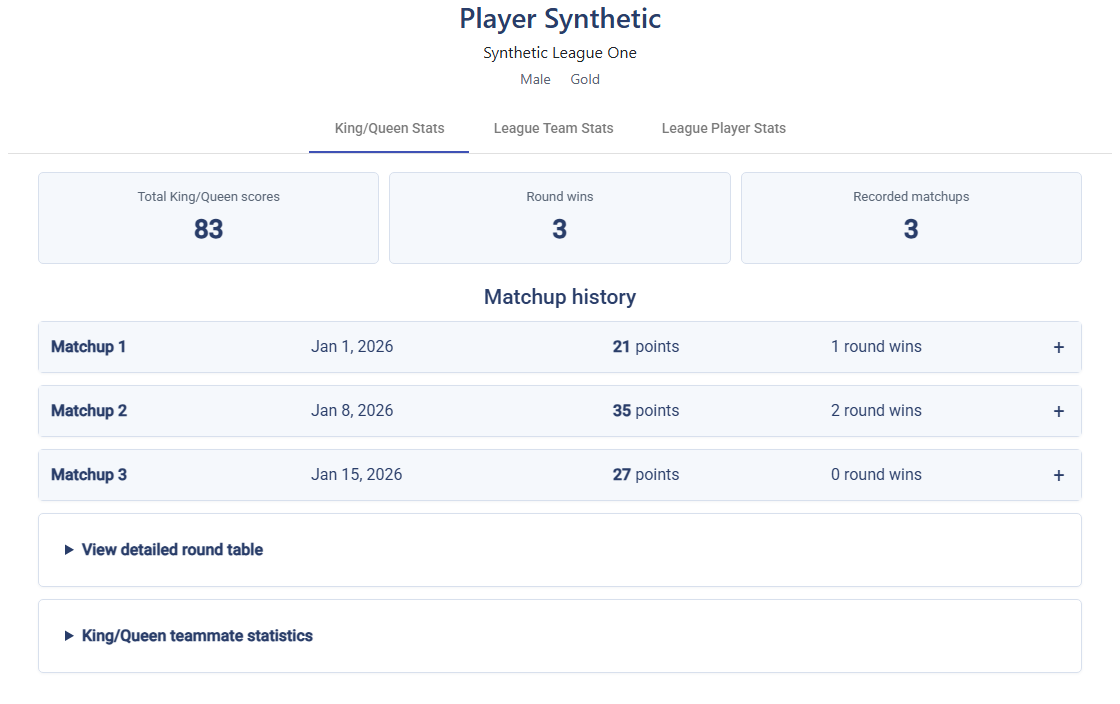 Player Synthetic
Synthetic League One
Male Gold
King/Queen Stats League Team Stats League Player Stats
Total King/Queen scores Round wins Recorded matchups
83 3 3
Matchup history
Matchup 1 Jan 1, 2026 21 points 1 round wins +
Matchup 2 Jan 8, 2026 35 points 2 round wins +
Matchup 3 Jan 15, 2026 27 points 0 round wins +
View detailed round table
King/Queen teammate statistics